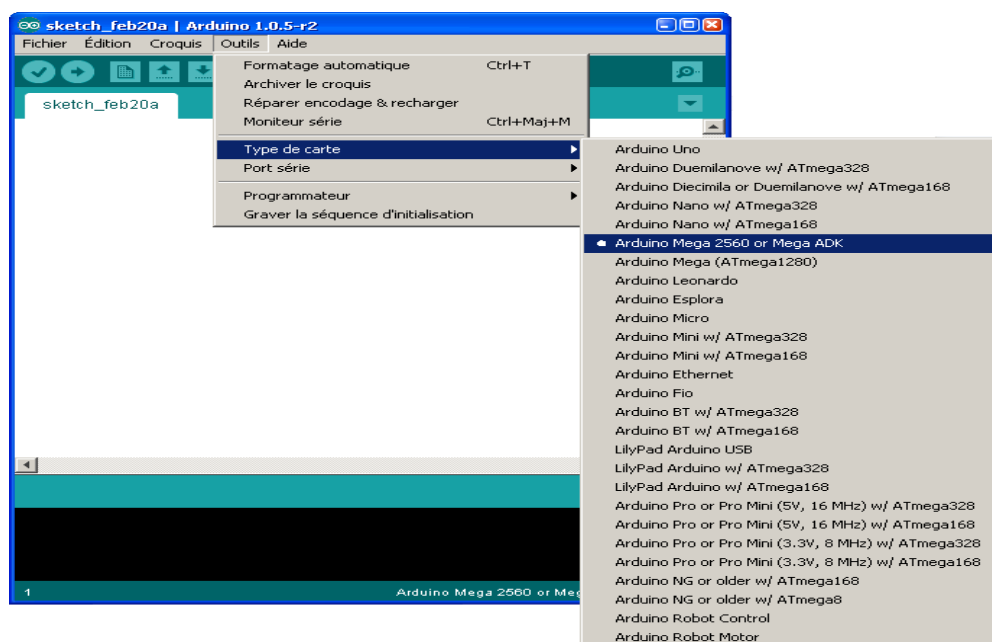 sketch_feb20a | Arduino 1.0.5-r2
Fichier Édition Croquis Outils Aide
sketch_feb20a
Formatage automatique Ctrl+T
Archiver le croquis
Réparer encodage & recharger
Moniteur série Ctrl+Maj+M
Type de carte
Port série
Programmateur
Graver la séquence d'initialisation
Arduino Uno
Arduino Duemilanove w/ ATmega328
Arduino Diecimila or Duemilanove w/ ATmega168
Arduino Nano w/ ATmega328
Arduino Nano w/ ATmega168
Arduino Mega 2560 or Mega ADK
Arduino Mega (ATmega1280)
Arduino Leonardo
Arduino Esplora
Arduino Micro
Arduino Mini w/ ATmega328
Arduino Mini w/ ATmega168
Arduino Ethernet
Arduino Fio
Arduino BT w/ ATmega328
Arduino BT w/ ATmega168
LilyPad Arduino USB
LilyPad Arduino w/ ATmega328
LilyPad Arduino w/ ATmega168
Arduino Pro or Pro Mini (5V, 16 MHz) w/ ATmega328
Arduino Pro or Pro Mini (5V, 16 MHz) w/ ATmega168
Arduino Pro or Pro Mini (3.3V, 8 MHz) w/ ATmega328
Arduino Pro or Pro Mini (3.3V, 8 MHz) w/ ATmega168
Arduino NG or older w/ ATmega168
Arduino NG or older w/ ATmega8
Arduino Robot Control
Arduino Robot Motor
1 Arduino Mega 2560 or Meg